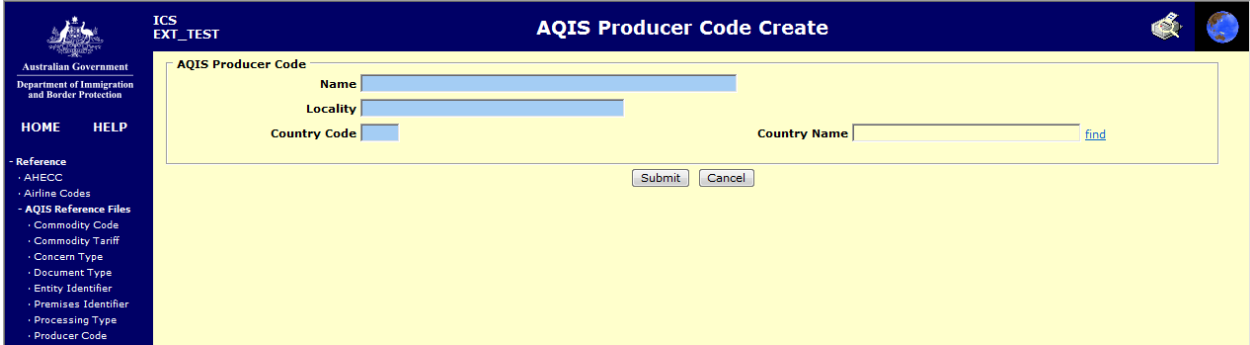 ICS
EXT_TEST
AQIS Producer Code Create
Australian Government
Department of Immigration
and Border Protection
HOME HELP
- Reference
· AHECC
· Airline Codes
- AQIS Reference Files
· Commodity Code
· Commodity Tariff
· Concern Type
· Document Type
· Entity Identifier
· Premises Identifier
· Processing Type
· Producer Code
AQIS Producer Code
Name
Locality
Country Code Country Name find
Submit Cancel